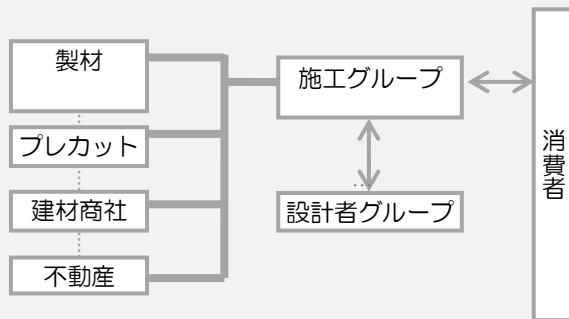 製材
プレカット
建材商社
不動産
施工グループ
設計者グループ
消費者